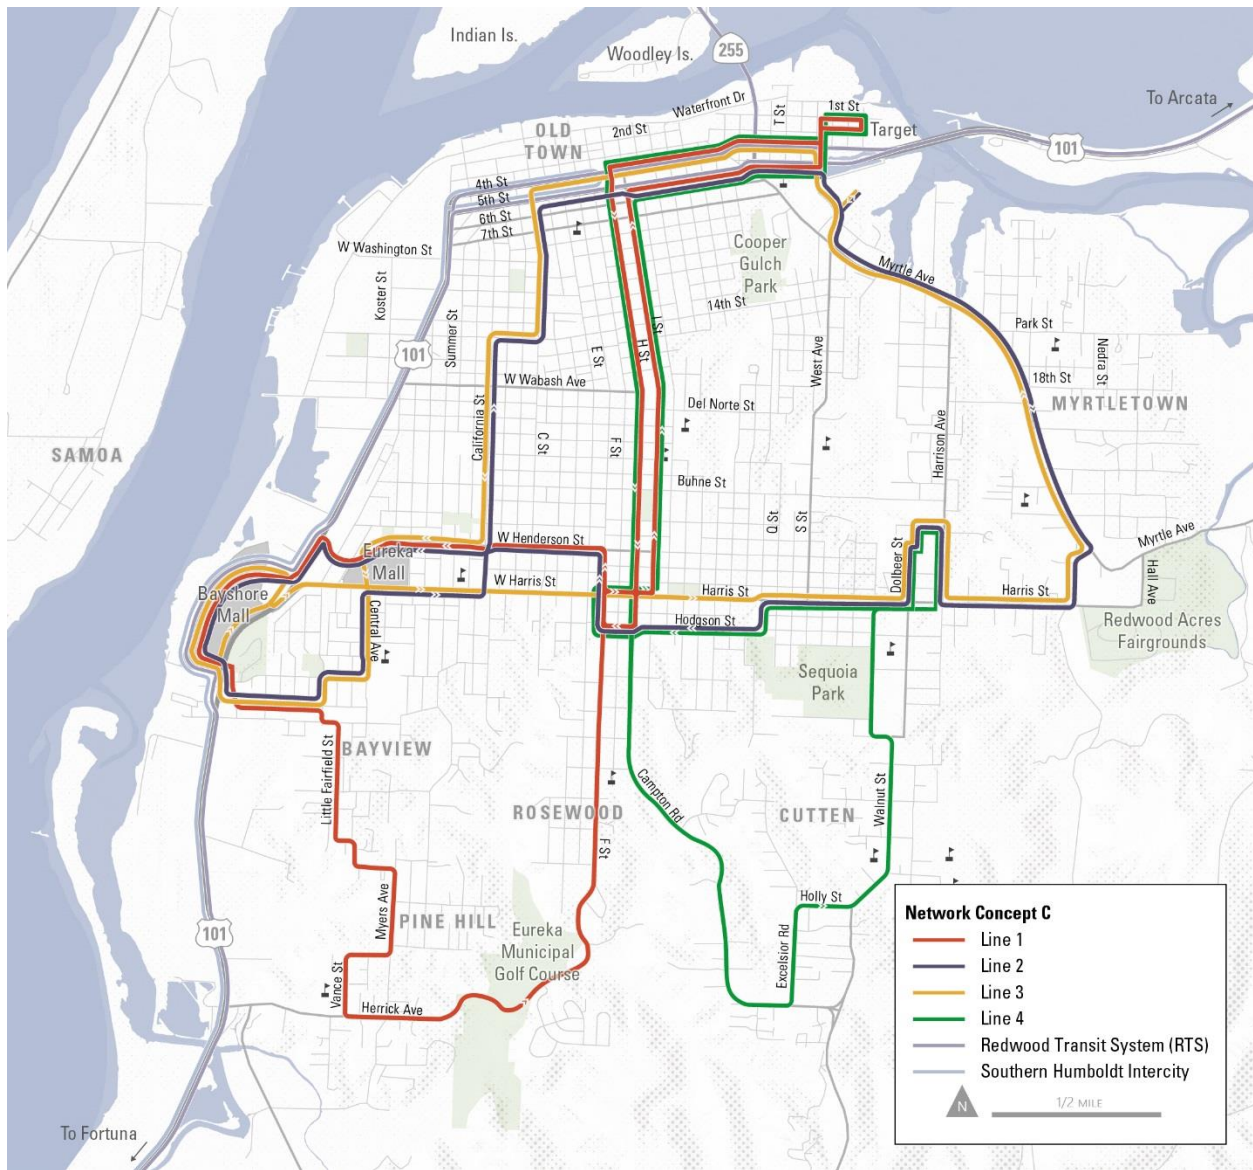 Indian Is.
Woodley Is.
255
To Arcata
Waterfront Dr
T St
1st St
OLD
TOWN
2nd St
Target
101
4th St
5th St
6th St
7th St
W Washington St
Cooper
Gulch
Park
Myrtle Ave
Koster St
Summer St
14th St
I St
Park St
101
E St
H St
West Ave
Nedra St
W Wabash Ave
18th St
Del Norte St
MYRTLETOWN
California St
C St
F St
Harrison Ave
SAMOA
Buhne St
Q St
S St
W Henderson St
Myrtle Ave
Eureka
Mall
Dolbeer St
W Harris St
Harris St
Harris St
Hall Ave
Bayshore
Mall
Central Ave
Hodgson St
Redwood Acres
Fairgrounds
Sequoia
Park
Little Fairfield St
BAYVIEW
Campton Rd
Walnut St
ROSEWOOD
CUTTEN
F St
Holly St
Myers Ave
PINE HILL
Eureka
Municipal
Golf Course
Excelsior Rd
101
Vance St
Herrick Ave
To Fortuna
Network Concept C
Line 1
Line 2
Line 3
Line 4
Redwood Transit System (RTS)
Southern Humboldt Intercity
N
1/2 MILE